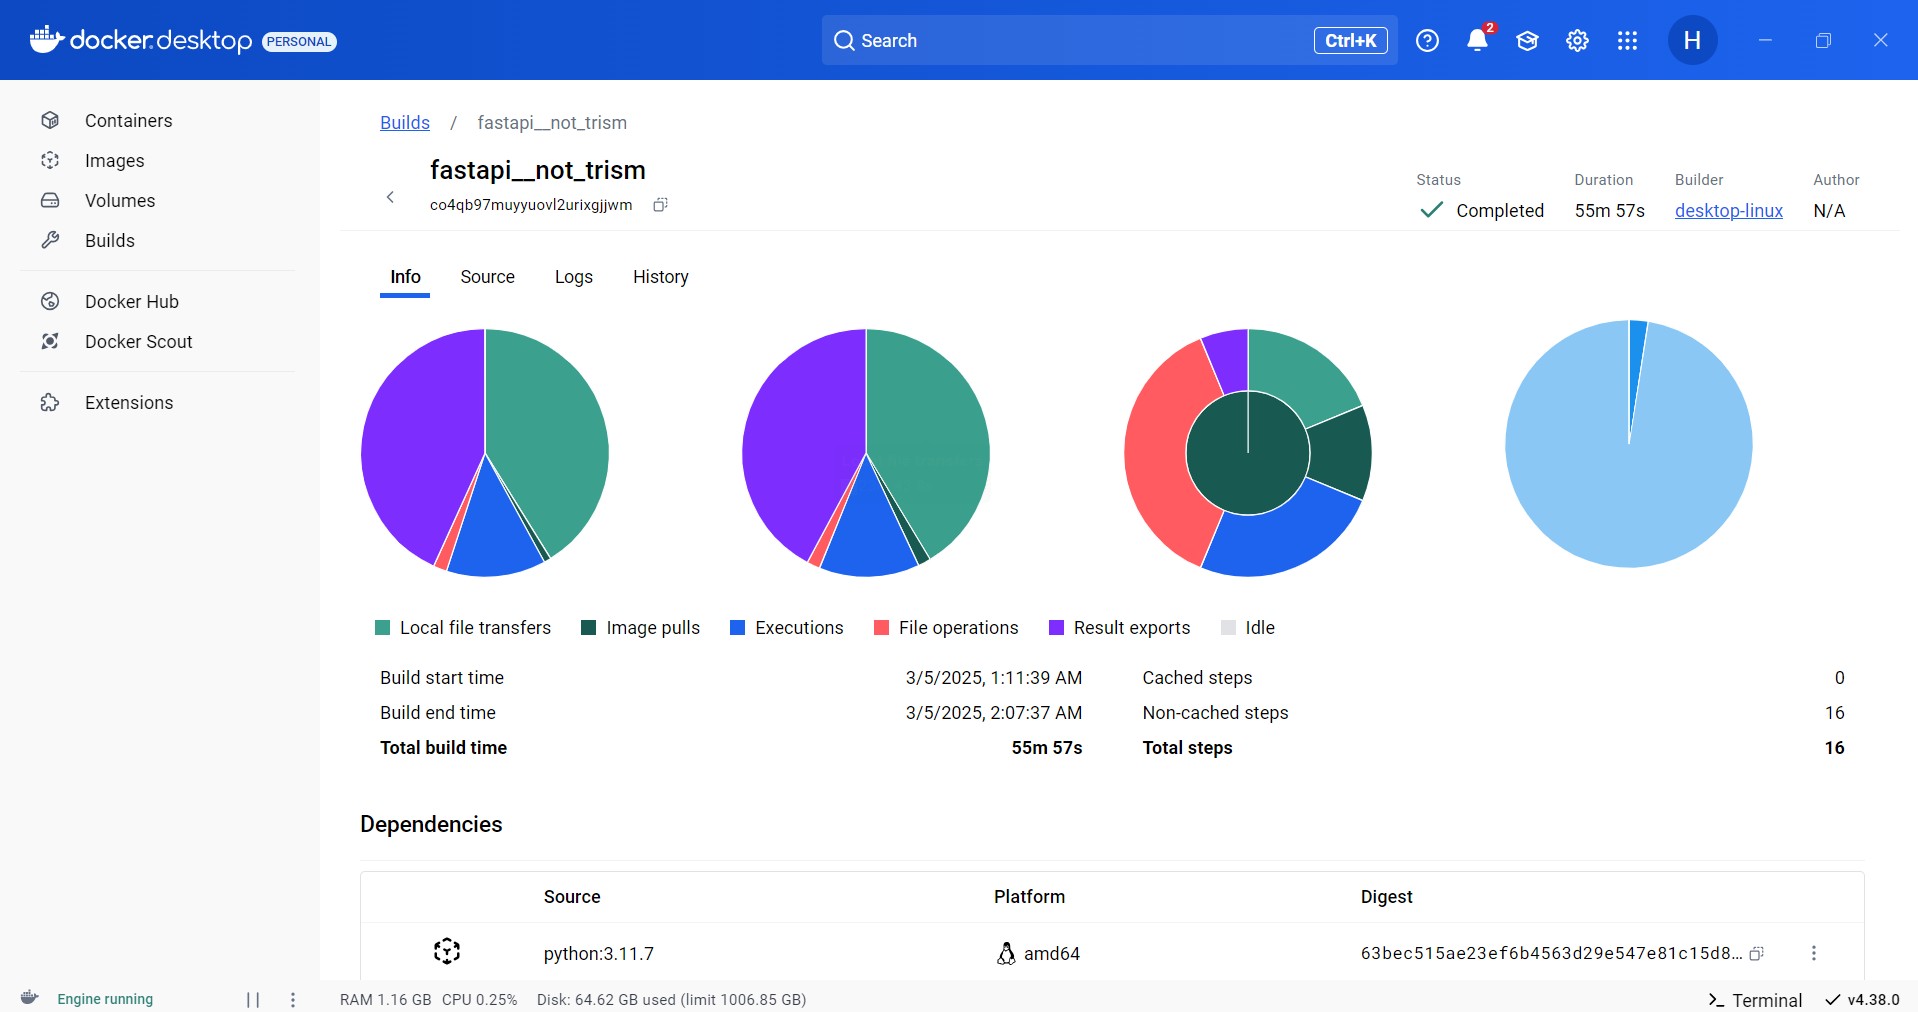 docker.desktop PERSONAL
Search Ctrl+K
2
H
Containers
Images
Volumes
Builds
Docker Hub
Docker Scout
Extensions
Builds / fastapi__not_trism
fastapi__not_trism
co4qb97muyyuovl2urixgjjwm
Status Duration Builder Author
Completed 55m 57s desktop-linux N/A
Info Source Logs History
Local file transfers Image pulls Executions File operations Result exports Idle
Build start time 3/5/2025, 1:11:39 AM Cached steps 0
Build end time 3/5/2025, 2:07:37 AM Non-cached steps 16
Total build time 55m 57s Total steps 16
Dependencies
Source Platform Digest
python:3.11.7 amd64 63bec515ae23ef6b4563d29e547e81c15d8…
Engine running RAM 1.16 GB CPU 0.25% Disk: 64.62 GB used (limit 1006.85 GB) Terminal v4.38.0